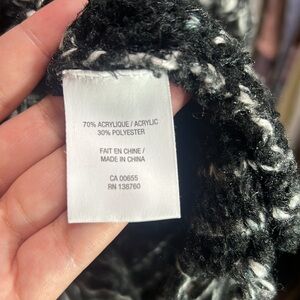 70% ACRYLIQUE / ACRYLIC
30% POLYESTER
FAIT EN CHINE /
MADE IN CHINA
CA 00655
RN 138760